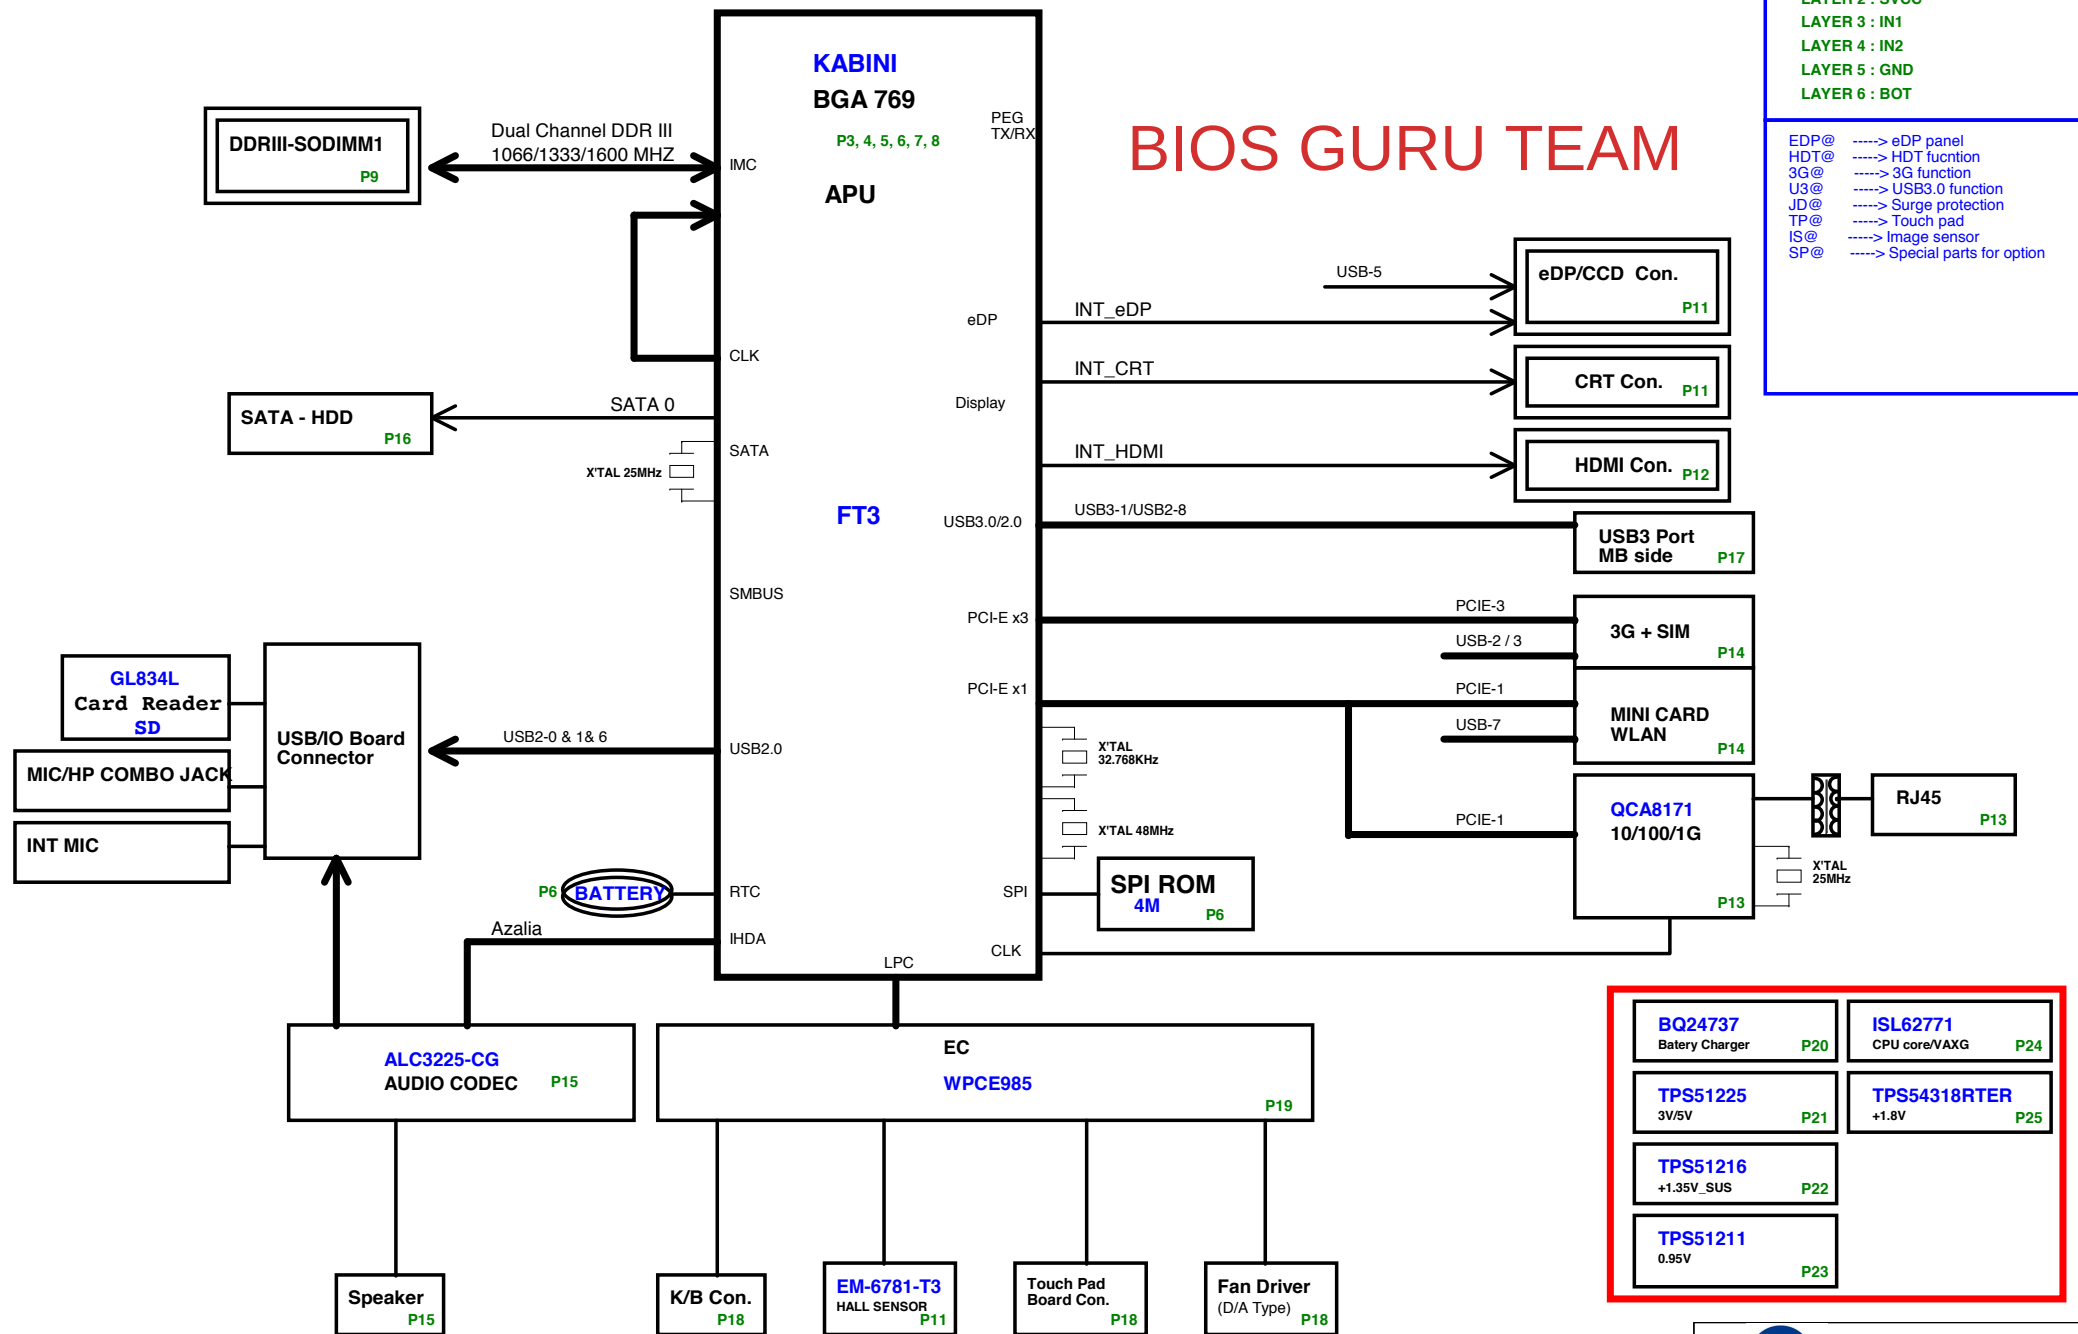 LAYER 3 : IN1
LAYER 4 : IN2
LAYER 5 : GND
LAYER 6 : BOT
EDP@ -----> eDP panel
HDT@ -----> HDT fucntion
3G@ -----> 3G function
U3@ -----> USB3.0 function
JD@ -----> Surge protection
TP@ -----> Touch pad
IS@ -----> Image sensor
SP@ -----> Special parts for option
BIOS GURU TEAM
KABINI
BGA 769
P3, 4, 5, 6, 7, 8
APU
FT3
PEG
TX/RX
IMC
CLK
SATA
SMBUS
USB2.0
RTC
IHDA
LPC
eDP
Display
USB3.0/2.0
PCI-E x3
PCI-E x1
SPI
CLK
DDRIII-SODIMM1
P9
Dual Channel DDR III
1066/1333/1600 MHZ
SATA - HDD
P16
SATA 0
X'TAL 25MHz
GL834L
Card Reader
SD
MIC/HP COMBO JACK
INT MIC
USB/IO Board
Connector
USB2-0 & 1& 6
P6
BATTERY
Azalia
USB-5
eDP/CCD Con.
P11
INT_eDP
INT_CRT
CRT Con.
P11
INT_HDMI
HDMI Con.
P12
USB3-1/USB2-8
USB3 Port
MB side
P17
PCIE-3
USB-2 / 3
3G + SIM
P14
PCIE-1
USB-7
MINI CARD
WLAN
P14
X'TAL
32.768KHz
X'TAL 48MHz
PCIE-1
QCA8171
10/100/1G
P13
RJ45
P13
X'TAL
25MHz
SPI ROM
4M
P6
ALC3225-CG
AUDIO CODEC
P15
EC
WPCE985
P19
Speaker
P15
K/B Con.
P18
EM-6781-T3
HALL SENSOR
P11
Touch Pad
Board Con.
P18
Fan Driver
(D/A Type)
P18
BQ24737
Batery Charger
P20
ISL62771
CPU core/VAXG
P24
TPS51225
3V/5V
P21
TPS54318RTER
+1.8V
P25
TPS51216
+1.35V_SUS
P22
TPS51211
0.95V
P23